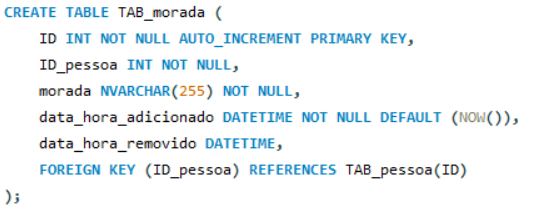 CREATE TABLE TAB_morada (
    ID INT NOT NULL AUTO_INCREMENT PRIMARY KEY,
    ID_pessoa INT NOT NULL,
    morada NVARCHAR(255) NOT NULL,
    data_hora_adicionado DATETIME NOT NULL DEFAULT (NOW()),
    data_hora_removido DATETIME,
    FOREIGN KEY (ID_pessoa) REFERENCES TAB_pessoa(ID)
);